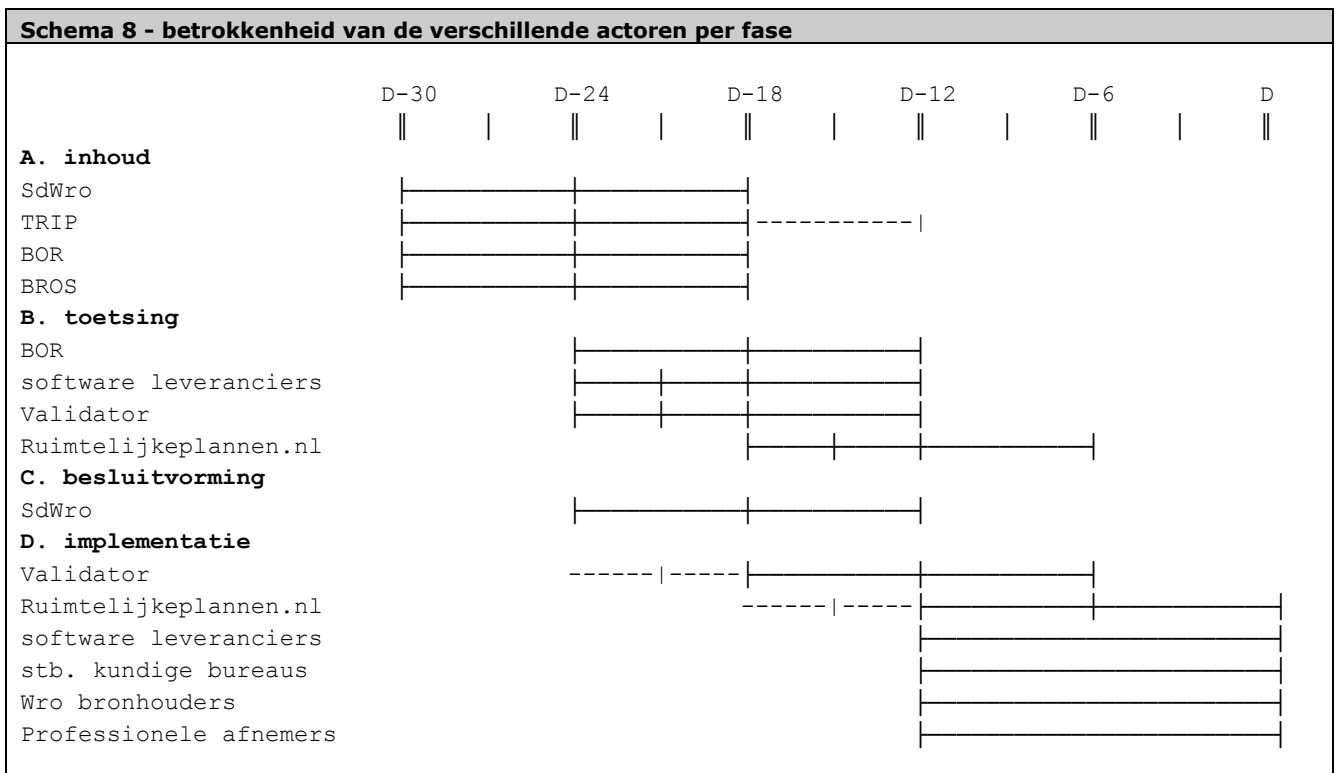 Schema 8 - betrokkenheid van de verschillende actoren per fase
D-30 D-24 D-18 D-12 D-6 D
A. inhoud
SdWro
TRIP
BOR
BROS
B. toetsing
BOR
software leveranciers
Validator
Ruimtelijkeplannen.nl
C. besluitvorming
SdWro
D. implementatie
Validator
Ruimtelijkeplannen.nl
software leveranciers
stb. kundige bureaus
Wro bronhouders
Professionele afnemers